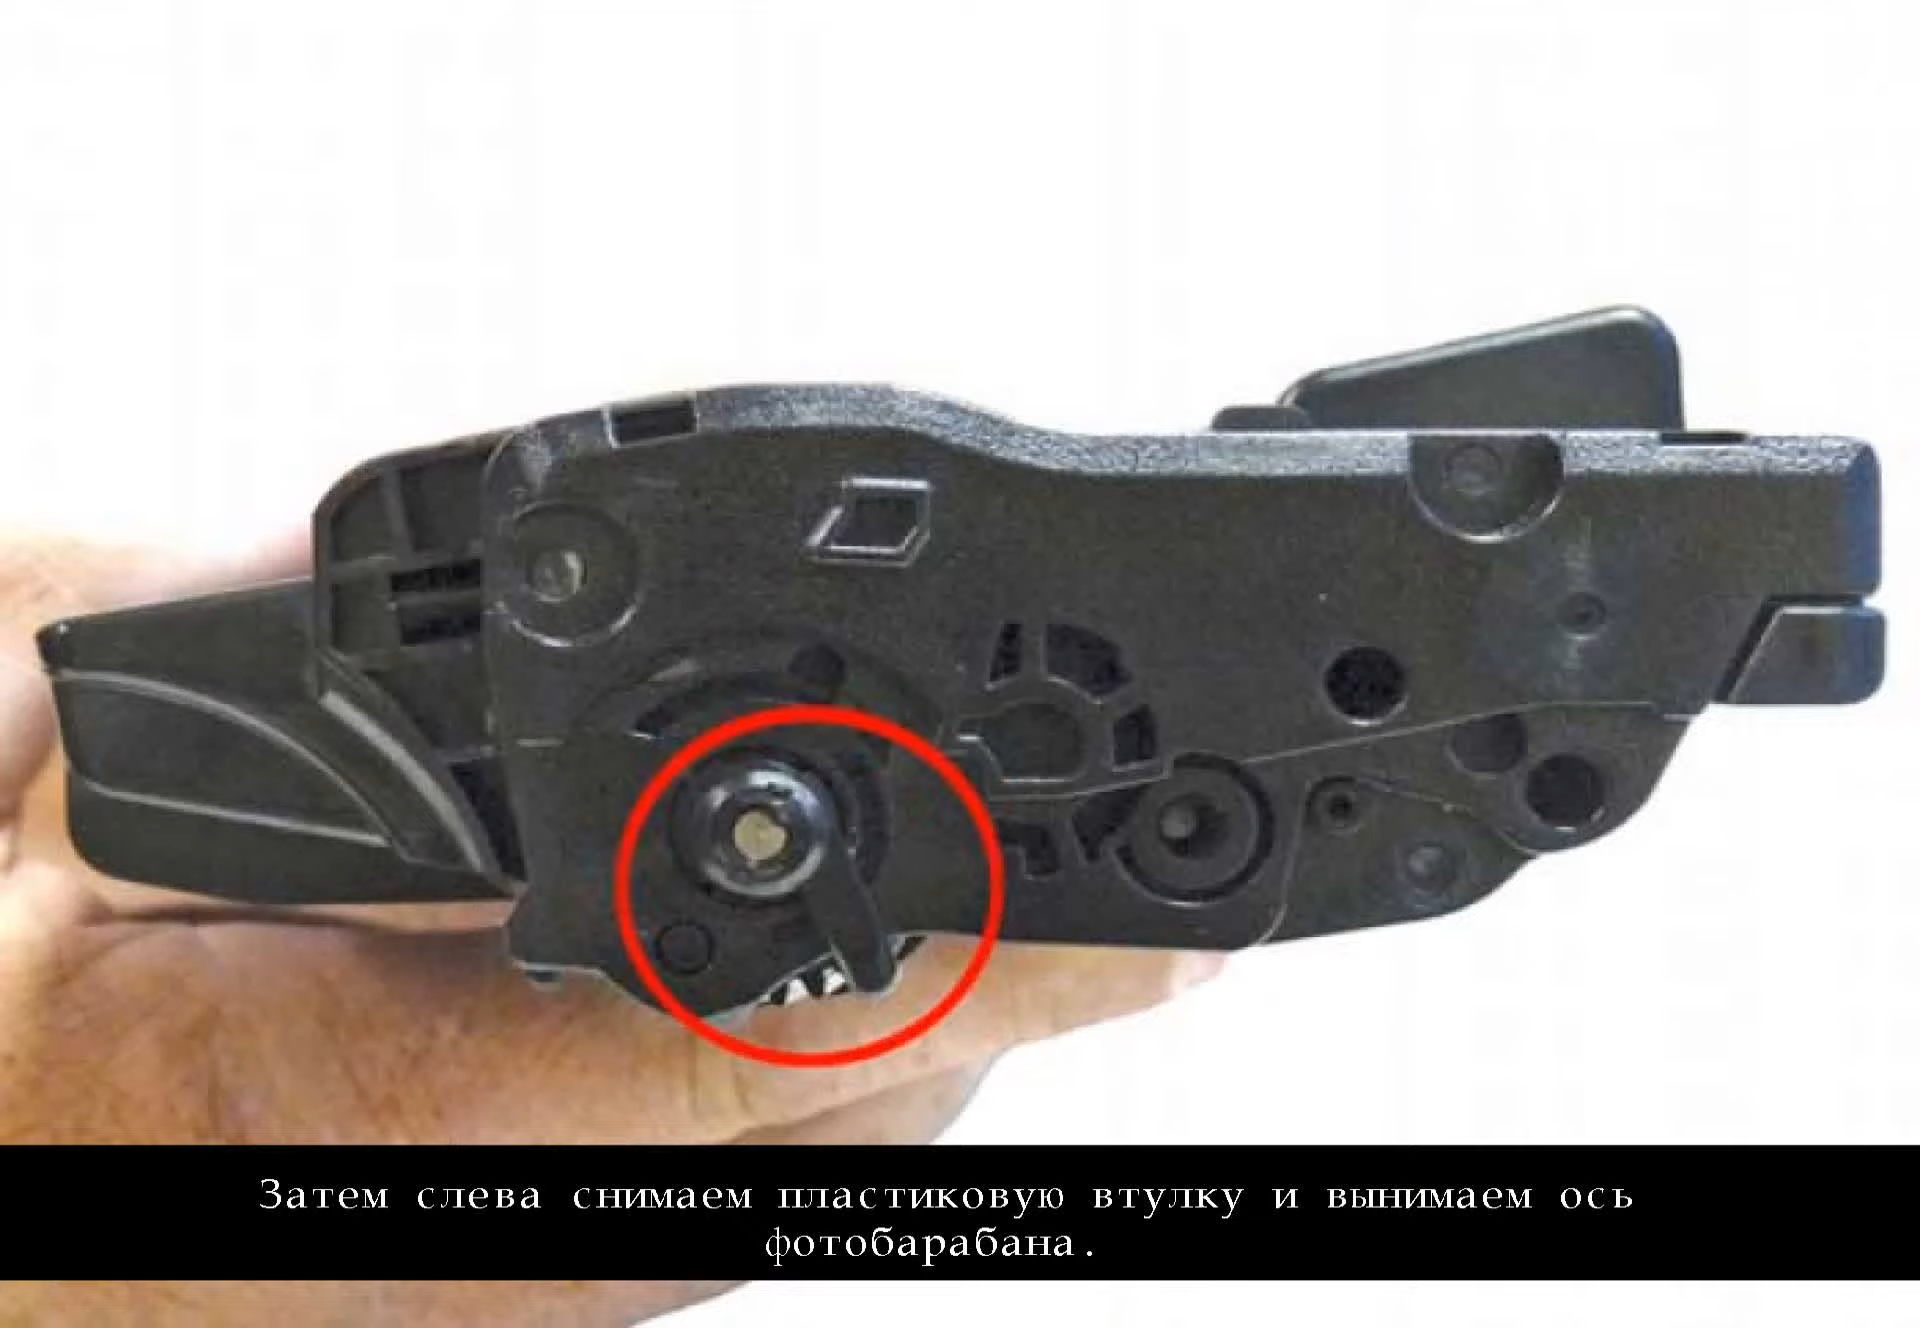 Затем слева снимаем пластиковую втулку и вынимаем ось
фотобарабана.